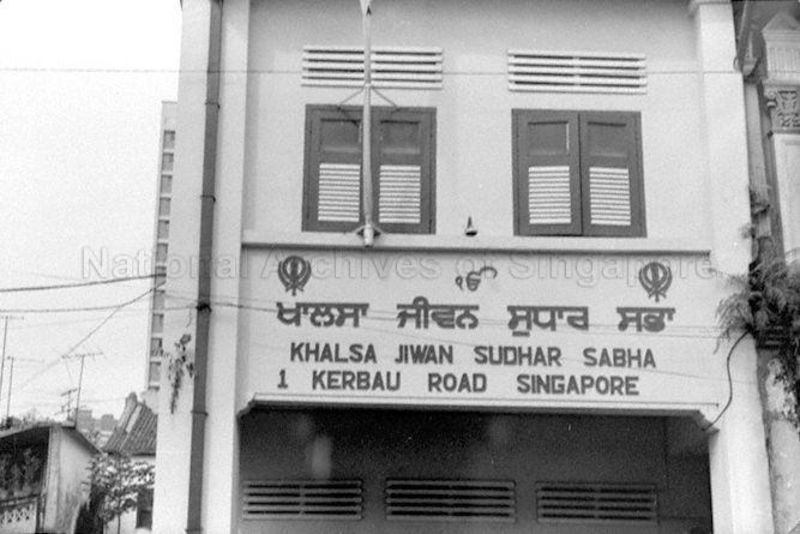 National Archives of Singapore
ੴ
ਖਾਲਸਾ ਜੀਵਨ ਸੁਧਾਰ ਸਭਾ
KHALSA JIWAN SUDHAR SABHA
1 KERBAU ROAD SINGAPORE